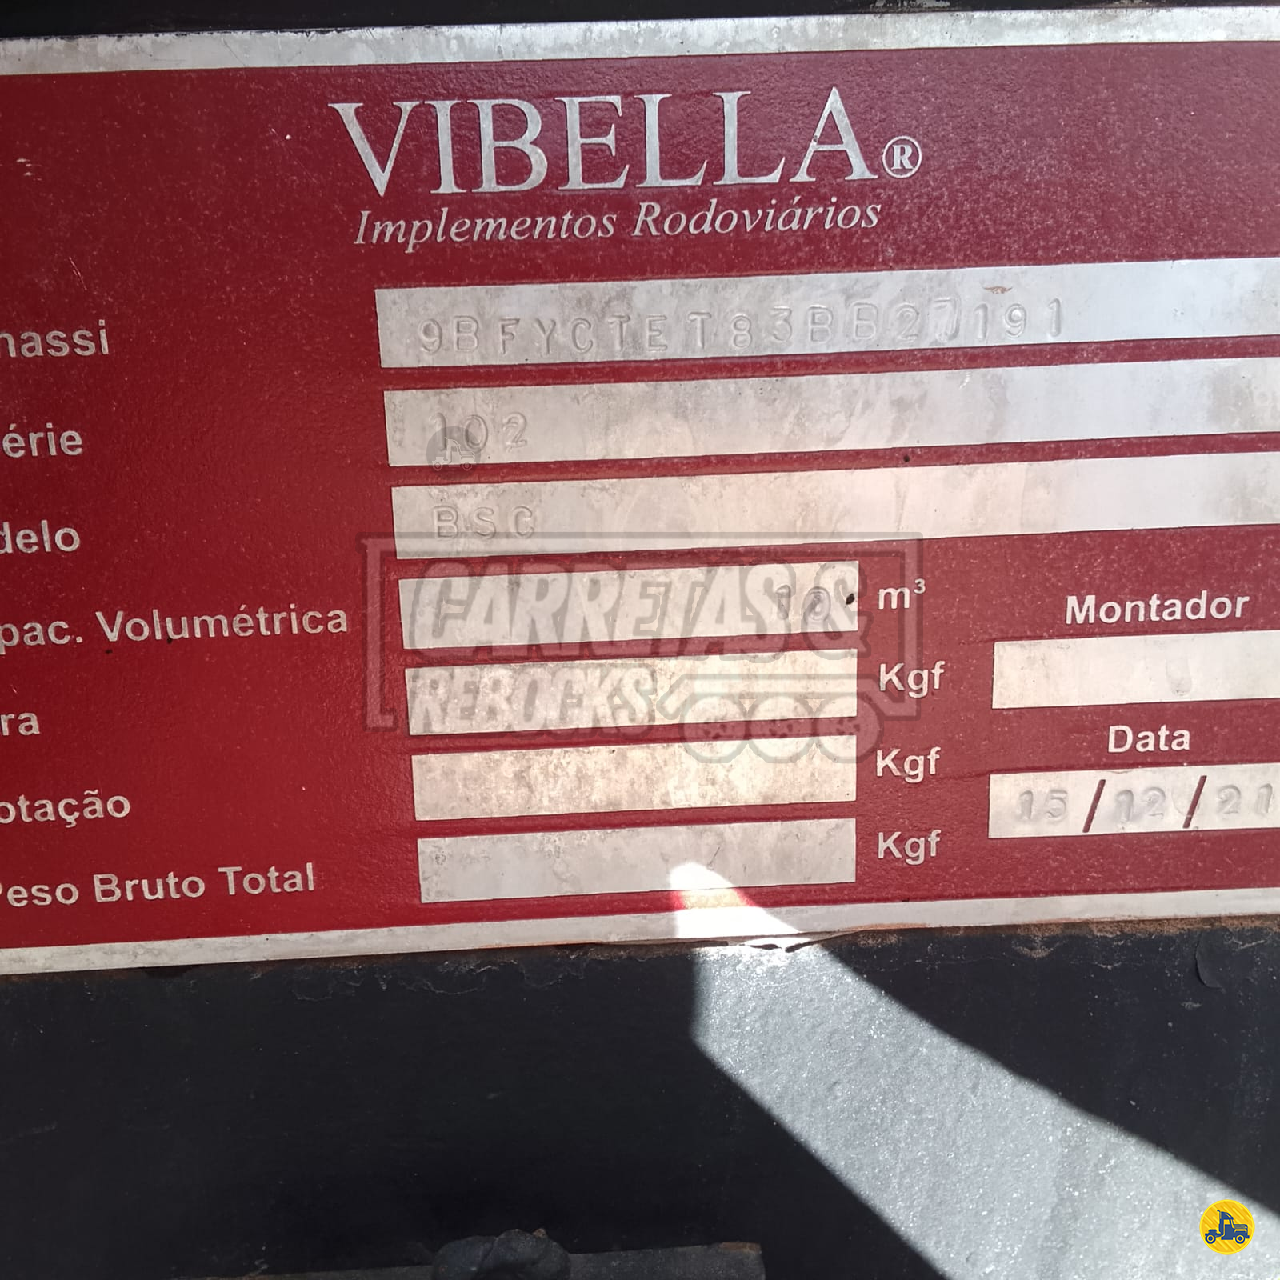 VIBELLA®
Implementos Rodoviários
hassi 9BFYCTET83BB27191
érie 102
delo BSC
pac. Volumétrica 10 m³
Montador
ra Kgf
Data
otação Kgf
15/12/21
Peso Bruto Total Kgf
CARRETAS &
REBOCKS